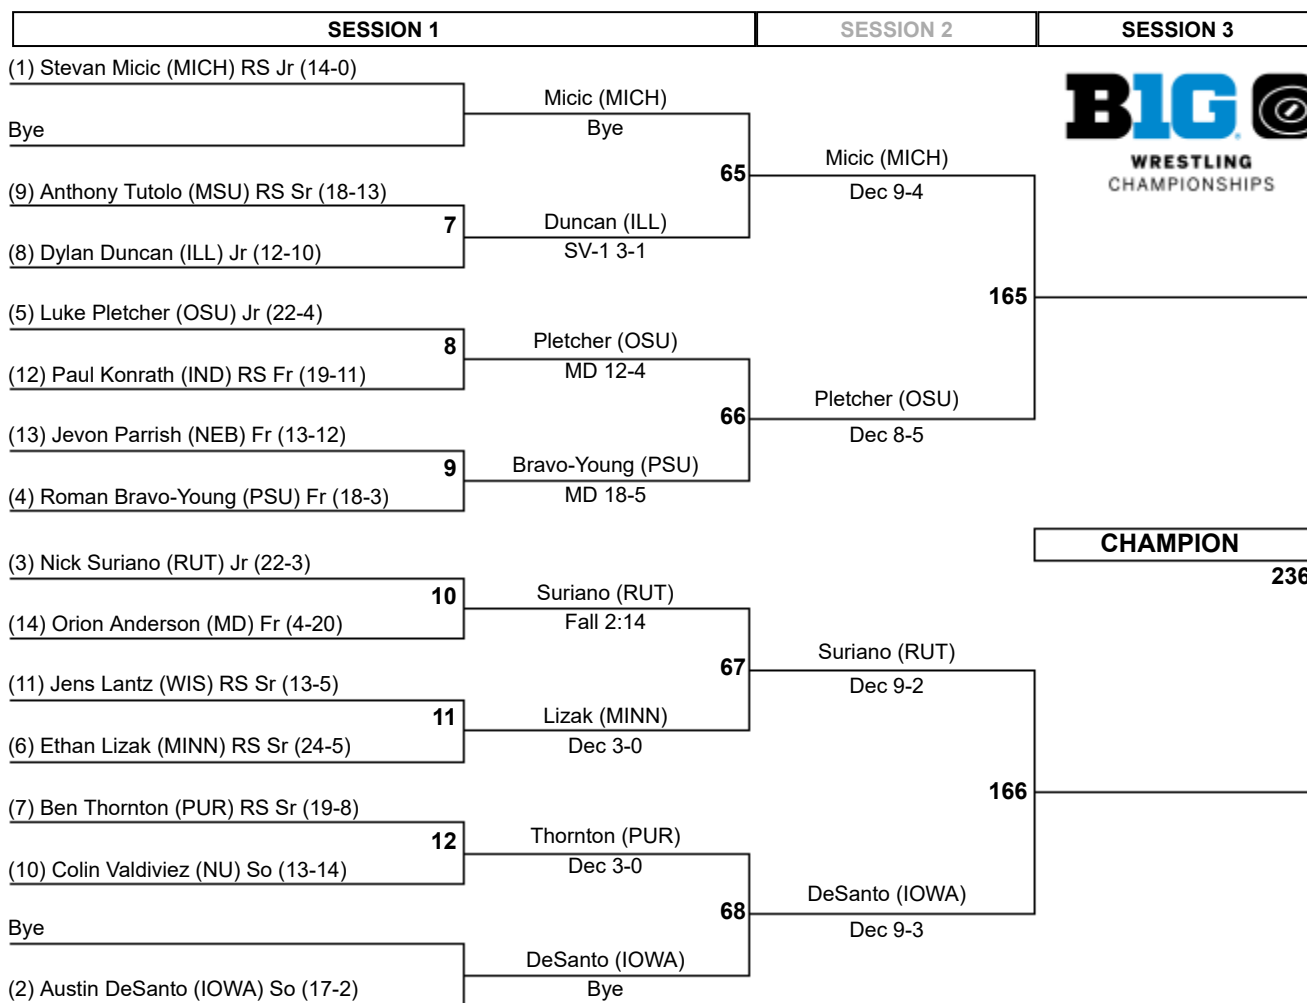 SESSION 1
SESSION 2
SESSION 3
(1) Stevan Micic (MICH) RS Jr (14-0)
Bye
Micic (MICH)
Bye
(9) Anthony Tutolo (MSU) RS Sr (18-13)
7
(8) Dylan Duncan (ILL) Jr (12-10)
Duncan (ILL)
SV-1 3-1
65
Micic (MICH)
Dec 9-4
(5) Luke Pletcher (OSU) Jr (22-4)
8
(12) Paul Konrath (IND) RS Fr (19-11)
Pletcher (OSU)
MD 12-4
(13) Jevon Parrish (NEB) Fr (13-12)
9
(4) Roman Bravo-Young (PSU) Fr (18-3)
Bravo-Young (PSU)
MD 18-5
66
Pletcher (OSU)
Dec 8-5
165
B1G
WRESTLING
CHAMPIONSHIPS
CHAMPION
236
(3) Nick Suriano (RUT) Jr (22-3)
10
(14) Orion Anderson (MD) Fr (4-20)
Suriano (RUT)
Fall 2:14
(11) Jens Lantz (WIS) RS Sr (13-5)
11
(6) Ethan Lizak (MINN) RS Sr (24-5)
Lizak (MINN)
Dec 3-0
67
Suriano (RUT)
Dec 9-2
(7) Ben Thornton (PUR) RS Sr (19-8)
12
(10) Colin Valdiviez (NU) So (13-14)
Thornton (PUR)
Dec 3-0
Bye
(2) Austin DeSanto (IOWA) So (17-2)
DeSanto (IOWA)
Bye
68
DeSanto (IOWA)
Dec 9-3
166